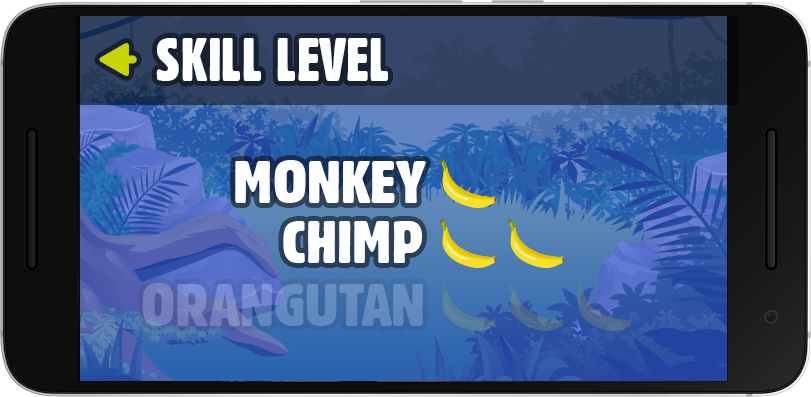 SKILL LEVEL
MONKEY
CHIMP
ORANGUTAN